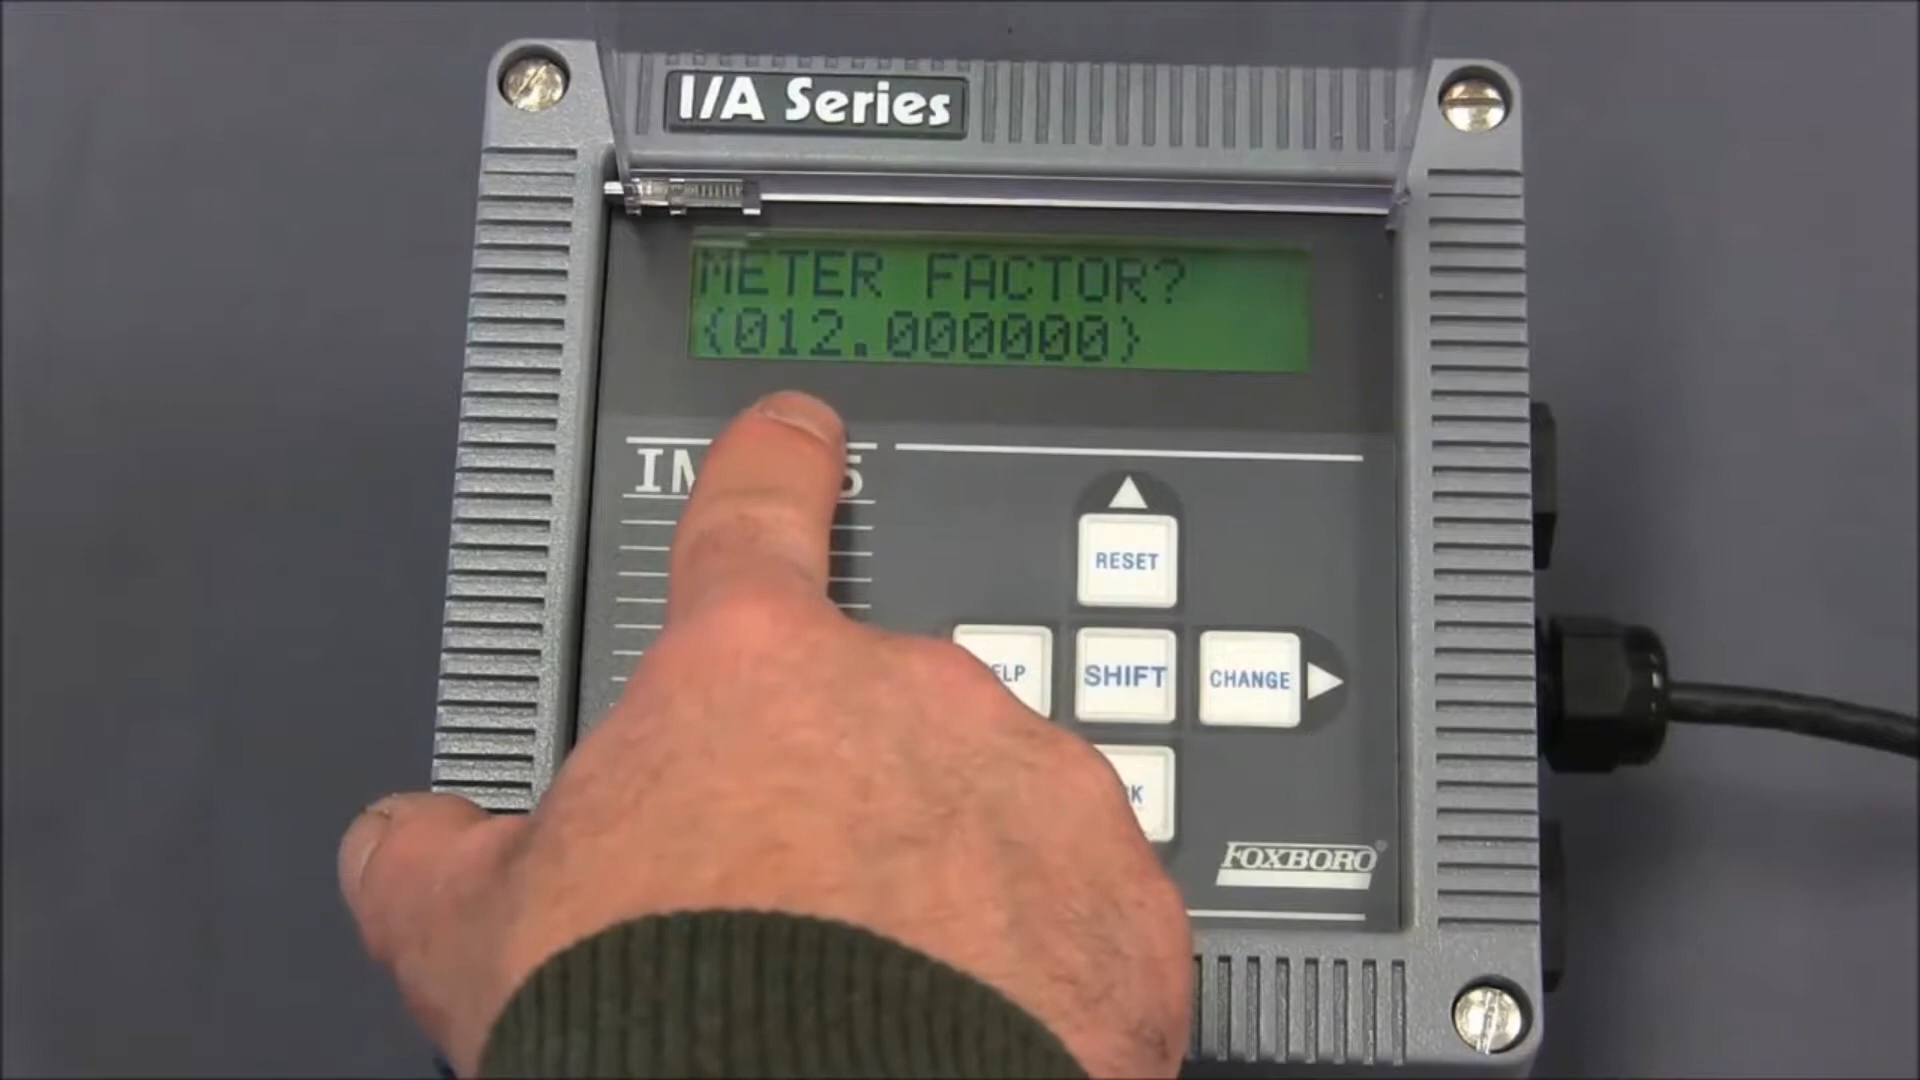 I/A Series
METER FACTOR?
{012.000000}
RESET
SHIFT
CHANGE
FOXBORO®